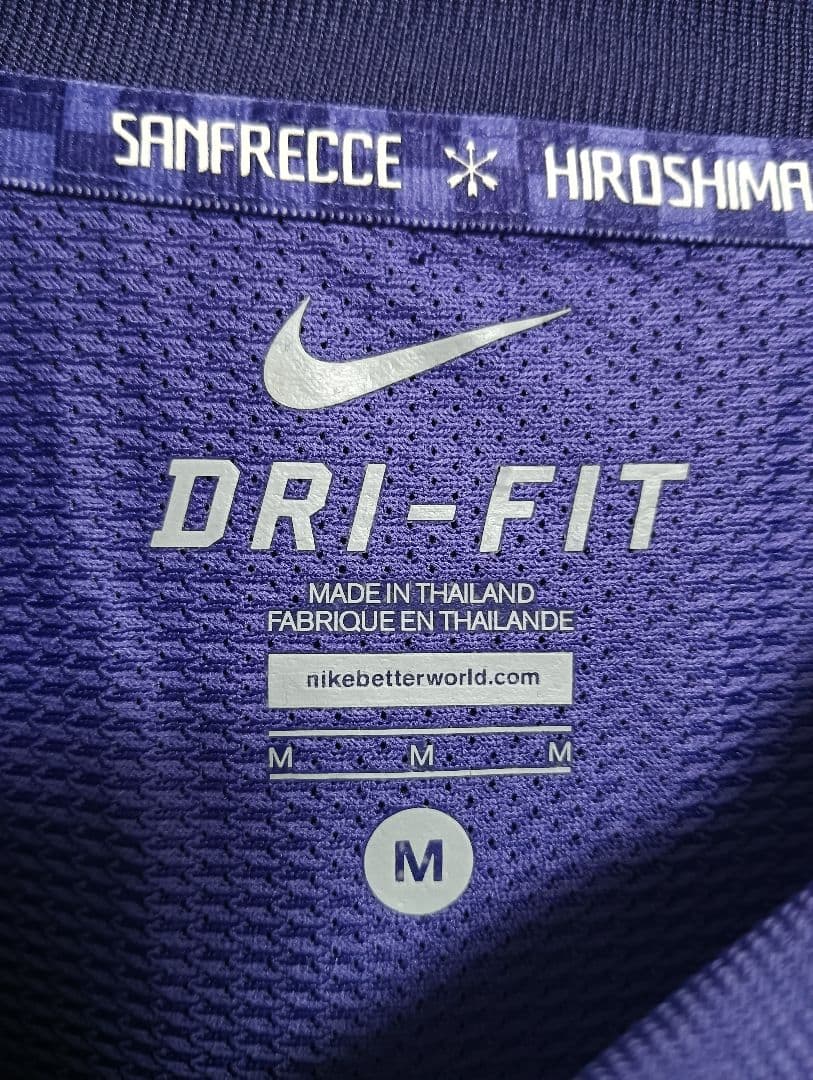 SANFRECCE HIROSHIMA
DRI-FIT
MADE IN THAILAND
FABRIQUE EN THAILANDE
nikebetterworld.com
M M M
M